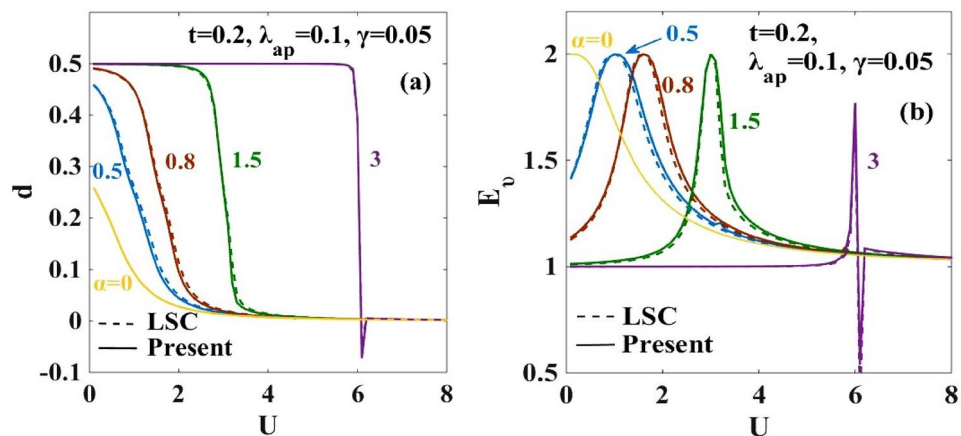 t=0.2, λap=0.1, γ=0.05
(a)
0.5
0.4
0.3
0.2
0.1
0
-0.1
d
0.5
0.8
1.5
3
α=0
LSC
Present
0 2 4 6 8
U
t=0.2,
λap=0.1, γ=0.05
(b)
2
1.5
1
0.5
Eυ
α=0
0.5
0.8
1.5
3
LSC
Present
0 2 4 6 8
U